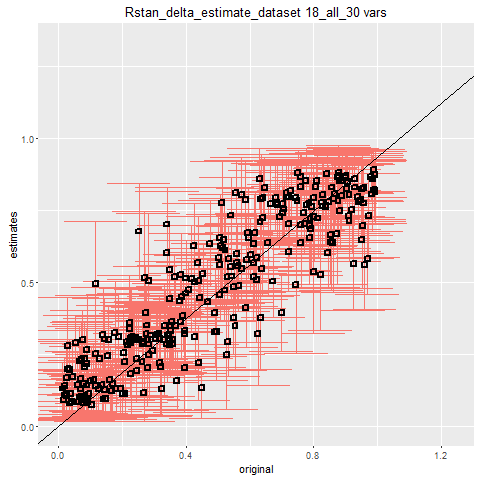 Rstan_delta_estimate_dataset 18_all_30 vars
estimates
1.0
0.5
0.0
0.0 0.4 0.8 1.2
original